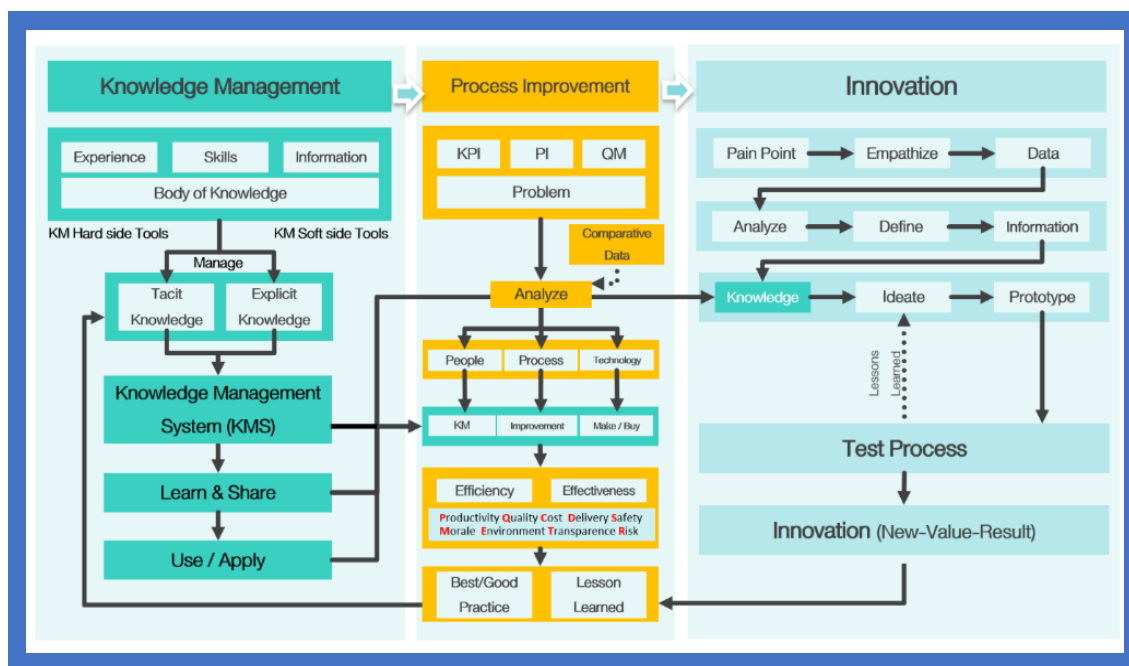 Knowledge Management
Process Improvement
Innovation
Experience
Skills
Information
Body of Knowledge
KM Hard side Tools
KM Soft side Tools
Manage
Tacit
Knowledge
Explicit
Knowledge
Knowledge Management
System (KMS)
Learn & Share
Use / Apply
KPI
PI
QM
Problem
Comparative
Data
Analyze
People
Process
Technology
KM
Improvement
Make / Buy
Efficiency
Effectiveness
Productivity Quality Cost Delivery Safety
Morale Environment Transparence Risk
Best/Good
Practice
Lesson
Learned
Pain Point
Empathize
Data
Analyze
Define
Information
Knowledge
Ideate
Prototype
Lessons
Learned
Test Process
Innovation (New-Value-Result)